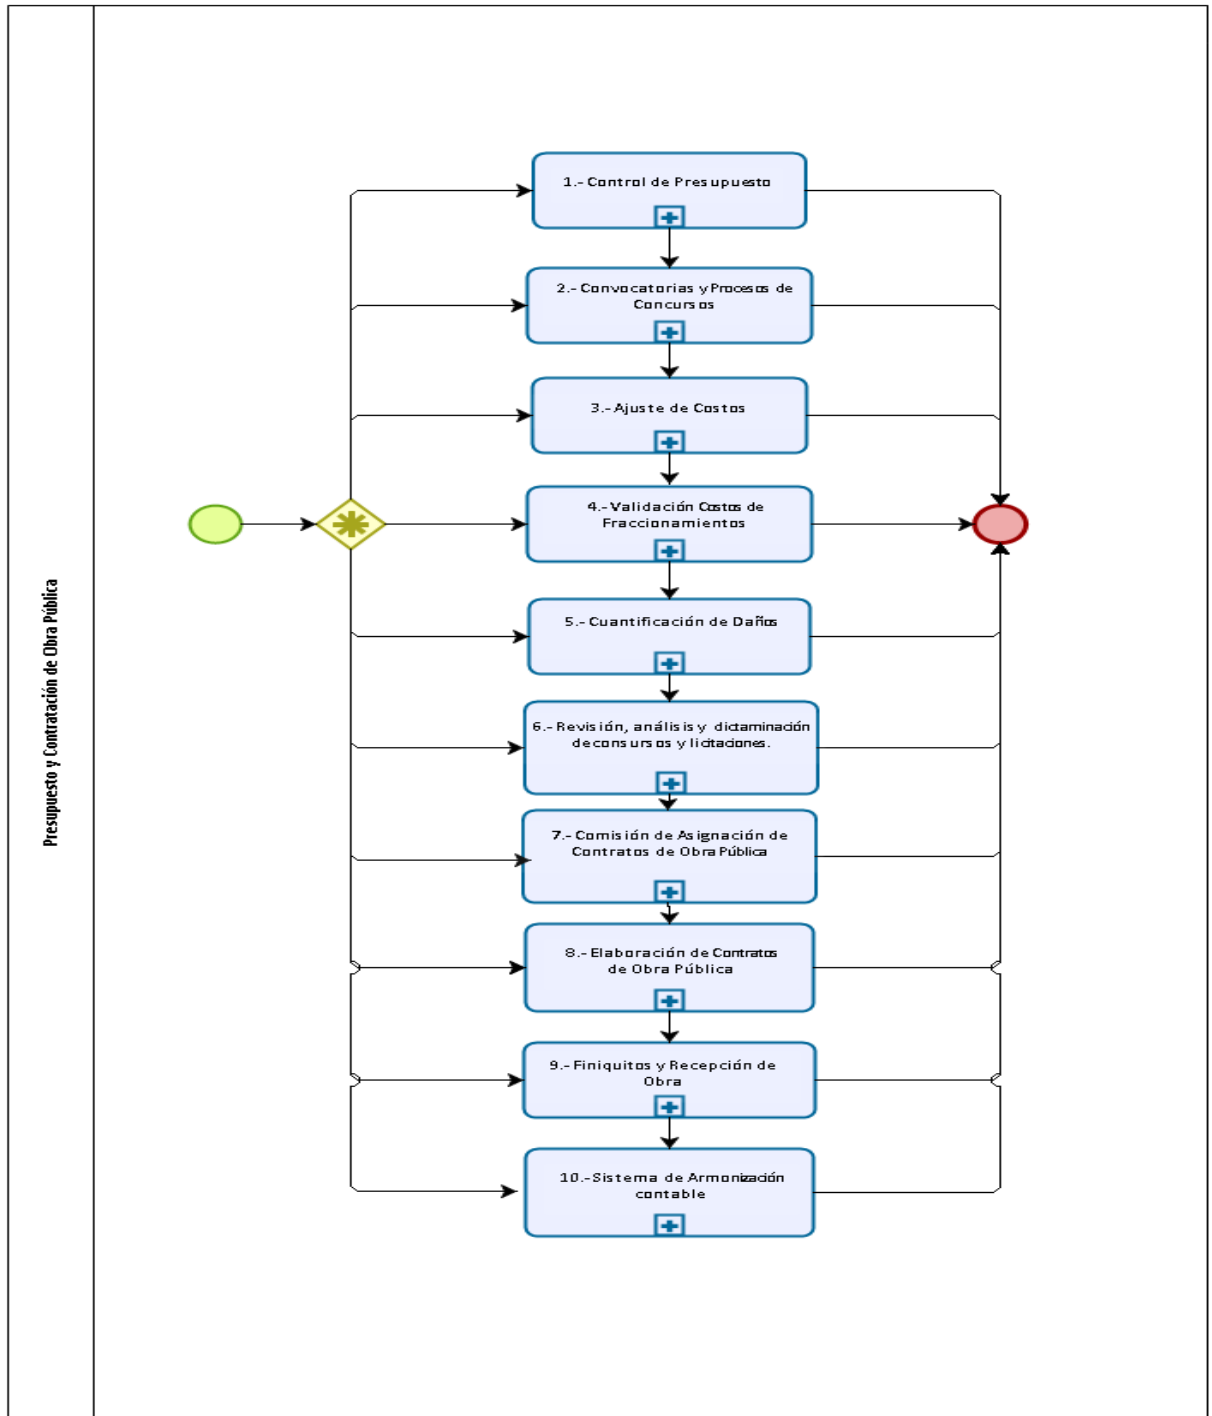 Presupuesto y Contratación de Obra Pública
1.- Control de Presupuesto
2.- Convocatorias y Procesos de
Concursos
3.- Ajuste de Costos
4.- Validación Costos de
Fraccionamientos
5.- Cuantificación de Daños
6.- Revisión, análisis y dictaminación
de consursos y licitaciones.
7.- Comisión de Asignación de
Contratos de Obra Pública
8.- Elaboración de Contratos
de Obra Pública
9.- Finiquitos y Recepción de
Obra
10.-Sistema de Armonización
contable